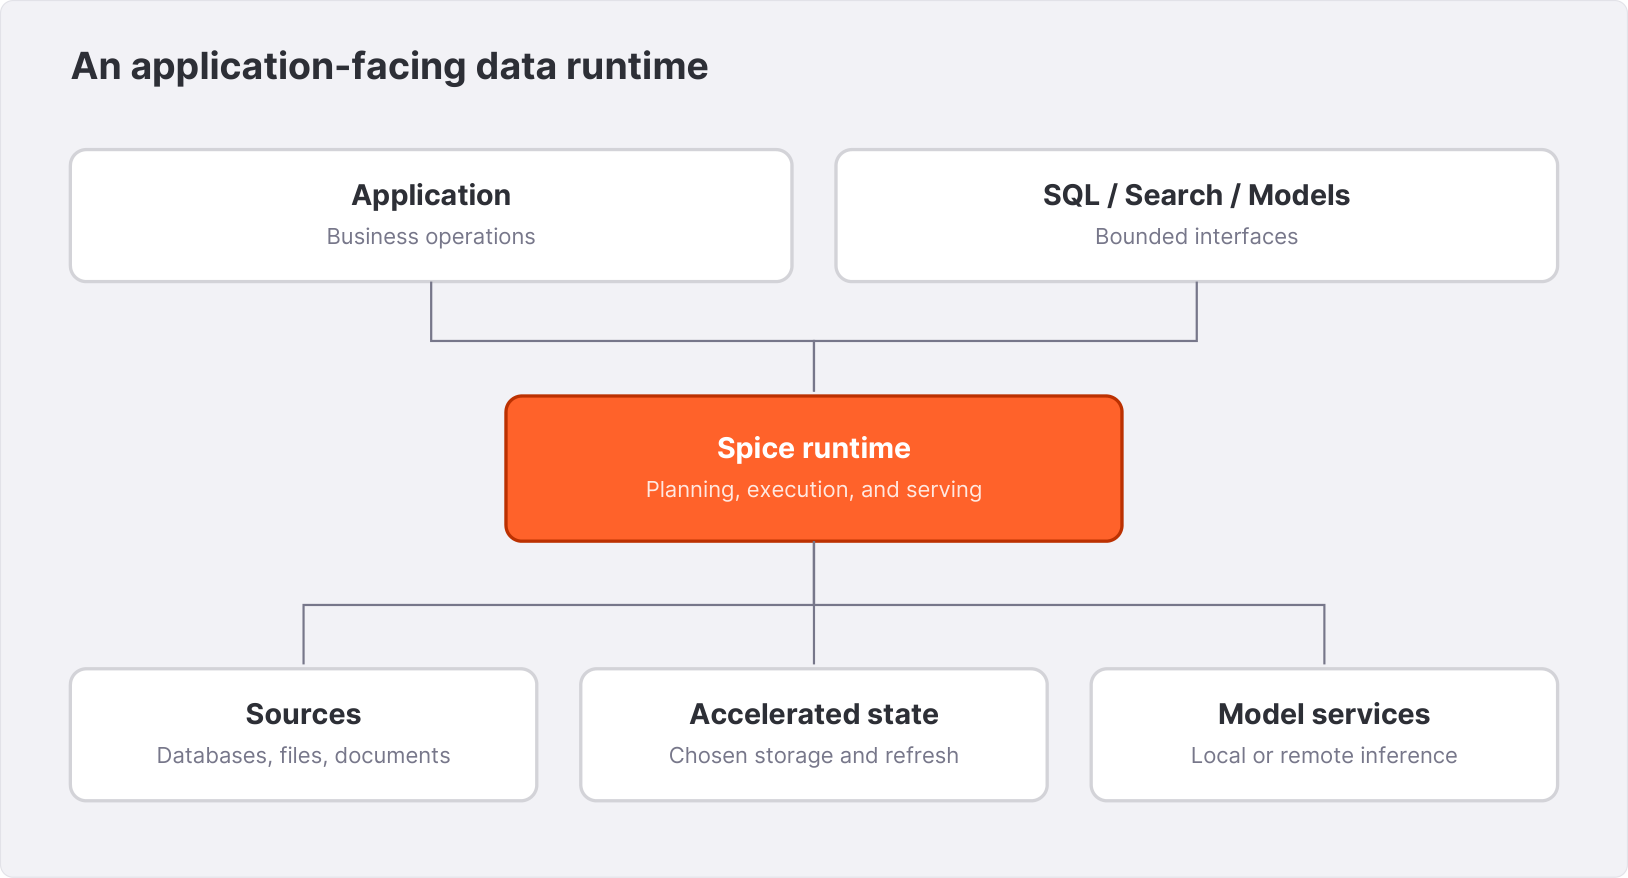 An application-facing data runtime
Application
Business operations
SQL / Search / Models
Bounded interfaces
Spice runtime
Planning, execution, and serving
Sources
Databases, files, documents
Accelerated state
Chosen storage and refresh
Model services
Local or remote inference